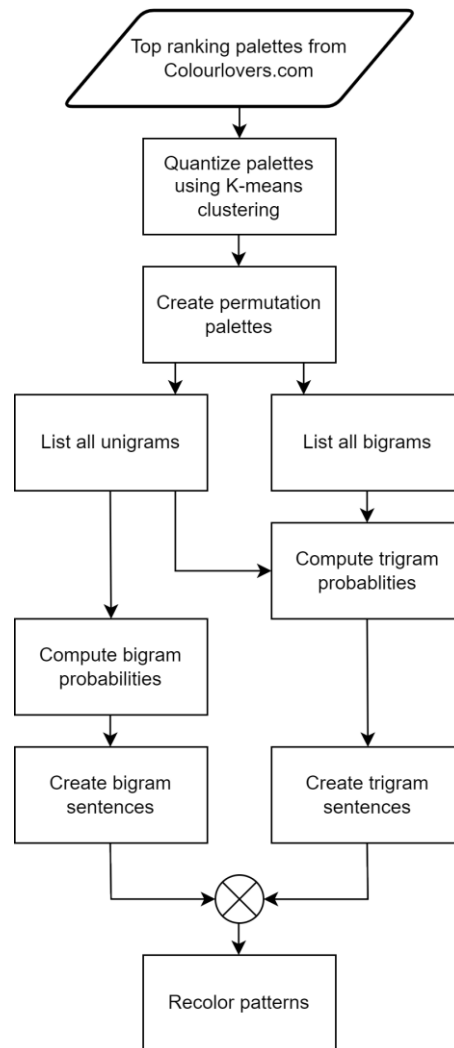 Top ranking palettes from
Colourlovers.com
Quantize palettes
using K-means
clustering
Create permutation
palettes
List all unigrams
List all bigrams
Compute trigram
probablities
Compute bigram
probabilities
Create bigram
sentences
Create trigram
sentences
Recolor patterns